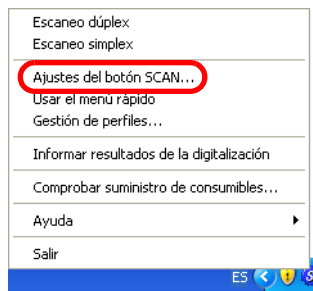 Escaneo dúplex
Escaneo simplex
Ajustes del botón SCAN...
Usar el menú rápido
Gestión de perfiles...
Informar resultados de la digitalización
Comprobar suministro de consumibles...
Ayuda
Salir
ES